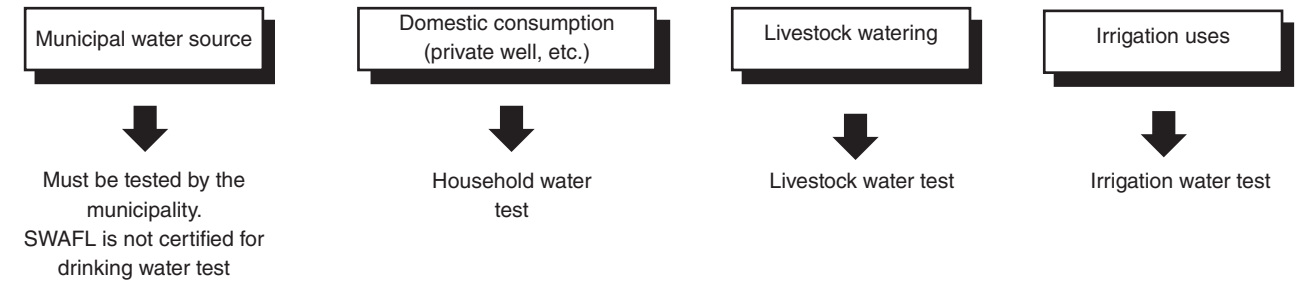 Municipal water source
Must be tested by the
municipality.
SWAFL is not certified for
drinking water test
Domestic consumption
(private well, etc.)
Household water
test
Livestock watering
Livestock water test
Irrigation uses
Irrigation water test